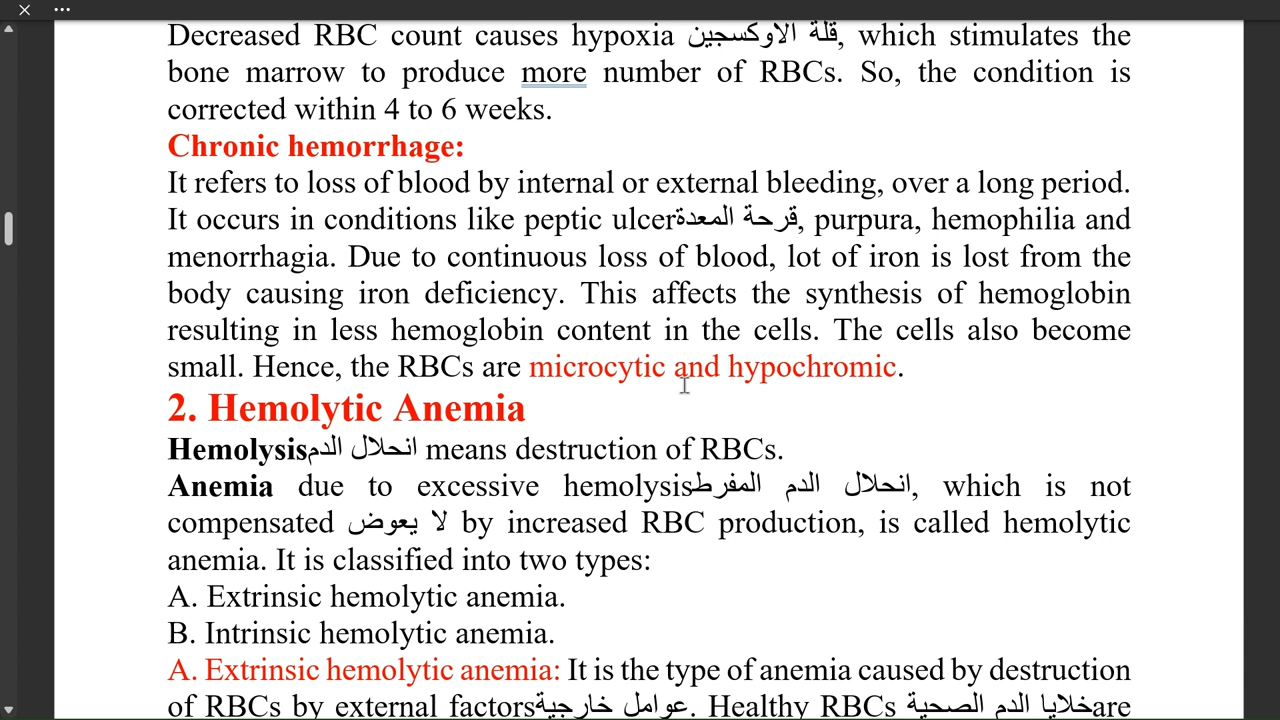 Decreased RBC count causes hypoxia قلة الاوكسجين, which stimulates the
bone marrow to produce more number of RBCs. So, the condition is
corrected within 4 to 6 weeks.
Chronic hemorrhage:
It refers to loss of blood by internal or external bleeding, over a long period.
It occurs in conditions like peptic ulcerقرحة المعدة, purpura, hemophilia and
menorrhagia. Due to continuous loss of blood, lot of iron is lost from the
body causing iron deficiency. This affects the synthesis of hemoglobin
resulting in less hemoglobin content in the cells. The cells also become
small. Hence, the RBCs are microcytic and hypochromic.
2. Hemolytic Anemia
Hemolysisانحلال الدم means destruction of RBCs.
Anemia due to excessive hemolysisانحلال الدم المفرط, which is not
compensated لا يعوض by increased RBC production, is called hemolytic
anemia. It is classified into two types:
A. Extrinsic hemolytic anemia.
B. Intrinsic hemolytic anemia.
A. Extrinsic hemolytic anemia: It is the type of anemia caused by destruction
of RBCs by external factorsعوامل خارجية. Healthy RBCs خلايا الدم الصحيةare